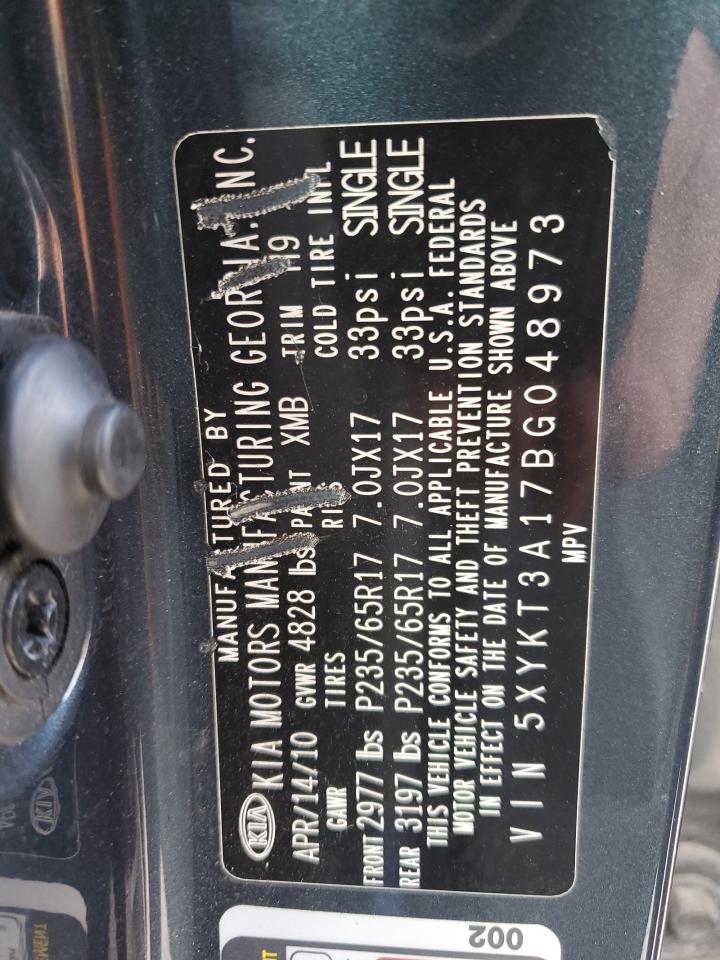 MANUFACTURED BY
KIA KIA MOTORS MANUFACTURING GEORGIA, INC.
APR/14/10 GVWR 4828 lbs PAINT XMB TRIM H9
GAWR TIRES RIMS COLD TIRE INFL
FRONT 2977 lbs P235/65R17 7.0JX17 33psi SINGLE
REAR 3197 lbs P235/65R17 7.0JX17 33psi SINGLE
THIS VEHICLE CONFORMS TO ALL APPLICABLE U.S.A. FEDERAL
MOTOR VEHICLE SAFETY AND THEFT PREVENTION STANDARDS
IN EFFECT ON THE DATE OF MANUFACTURE SHOWN ABOVE
VIN 5XYKT3A17BG048973
MPV
002
KIA